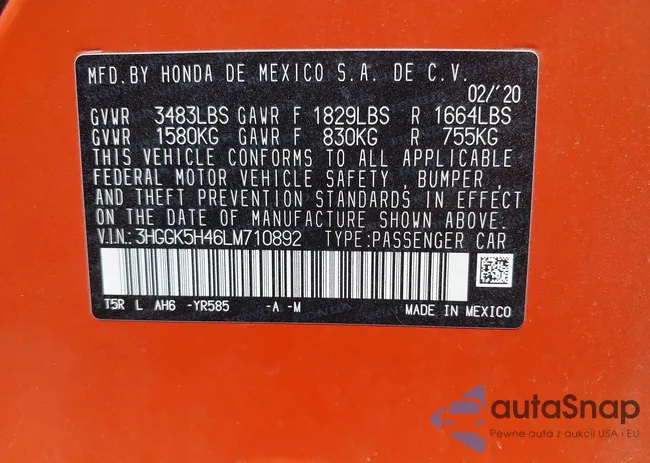 MFD.BY HONDA DE MEXICO S.A. DE C.V.
02/'20
GVWR 3483LBS GAWR F 1829LBS R 1664LBS
GVWR 1580KG GAWR F 830KG R 755KG
THIS VEHICLE CONFORMS TO ALL APPLICABLE
FEDERAL MOTOR VEHICLE SAFETY , BUMPER ,
AND THEFT PREVENTION STANDARDS IN EFFECT
ON THE DATE OF MANUFACTURE SHOWN ABOVE.
V.I.N.: 3HGGK5H46LM710892 TYPE:PASSENGER CAR
T5R L AH6 -YR585 -A -M MADE IN MEXICO
autaSnap
Pewne auta z aukcji USA i EU